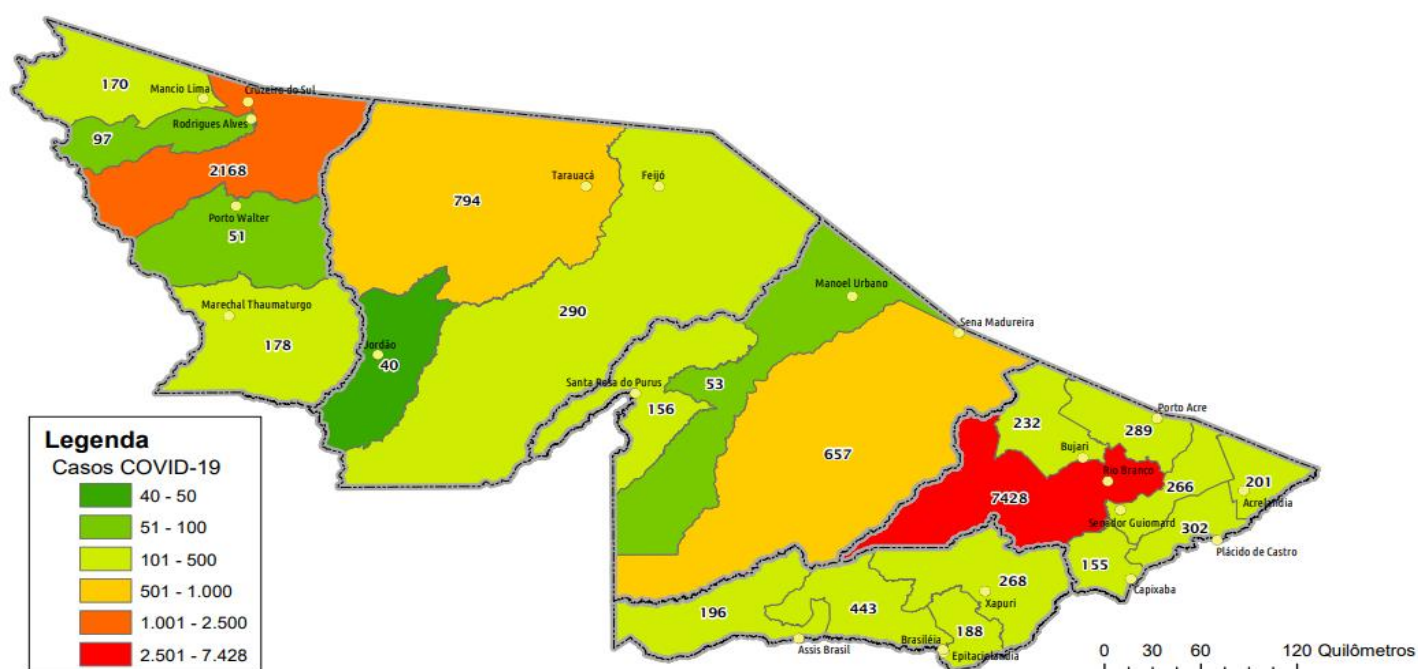 170
Mancio Lima
Cruzeiro do Sul
Rodrigues Alves
97
2168
Tarauacá
Feijó
794
Porto Walter
51
Manoel Urbano
Marechal Thaumaturgo
290
Sena Madureira
178
Jordão
40
Santa Rosa do Purus
53
156
Porto Acre
232
289
Bujari
657
Rio Branco
7428
266
201
Acrelandia
Senador Guiomard
302
Plácido de Castro
155
Capixaba
268
Xapuri
196
443
188
Brasiléia
Assis Brasil
Epitaciolandia
Legenda
Casos COVID-19
40 - 50
51 - 100
101 - 500
501 - 1.000
1.001 - 2.500
2.501 - 7.428
0 30 60 120 Quilômetros